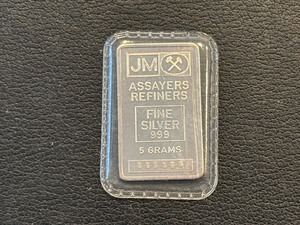 JM
ASSAYERS
REFINERS
FINE
SILVER
999
5 GRAMS